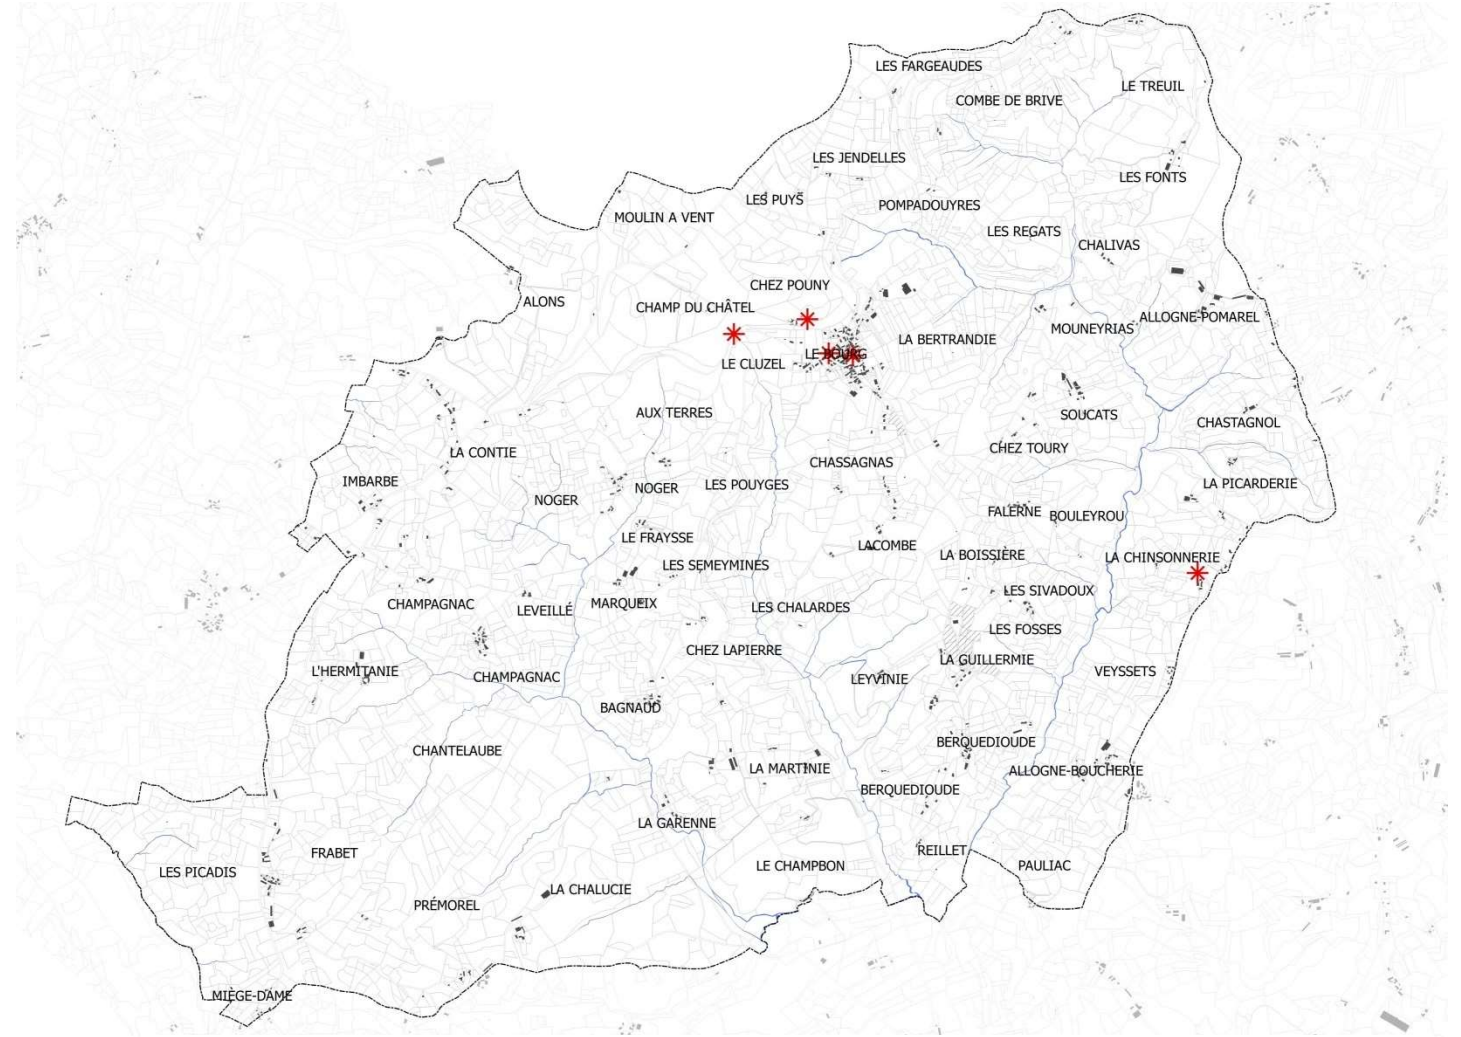 LES FARGEAUDES
LE TREUIL
COMBE DE BRIVE
LES JENDELLES
LES FONTS
LES PUYS
POMPADOUYRES
MOULIN A VENT
LES REGATS
CHALIVAS
CHEZ POUNY
ALONS
CHAMP DU CHÂTEL
ALLOGNE-POMAREL
MOUNEYRIAS
LA BERTRANDIE
LE BOURG
LE CLUZEL
AUX TERRES
SOUCATS
CHASTAGNOL
CHEZ TOURY
LA CONTIE
CHASSAGNAS
IMBARBE
LES POUYGES
LA PICARDERIE
NOGER
NOGER
FALERNE
BOULEYROU
LE FRAYSSE
LACOMBE
LA BOISSIÈRE
LA CHINSONNERIE
LES SEMEYMINES
LES SIVADOUX
CHAMPAGNAC
LEVEILLÉ
MARQUEIX
LES CHALARDES
LES FOSSES
CHEZ LAPIERRE
LA GUILLERMIE
L'HERMITANIE
CHAMPAGNAC
LEYVINIE
VEYSSETS
BAGNAUD
BERQUEDIOUDE
CHANTELAUBE
LA MARTINIE
ALLOGNE-BOUCHERIE
BERQUEDIOUDE
LA GARENNE
FRABET
REILLET
LES PICADIS
LE CHAMPBON
PAULIAC
LA CHALUCIE
PRÉMOREL
MIÈGE-DAME